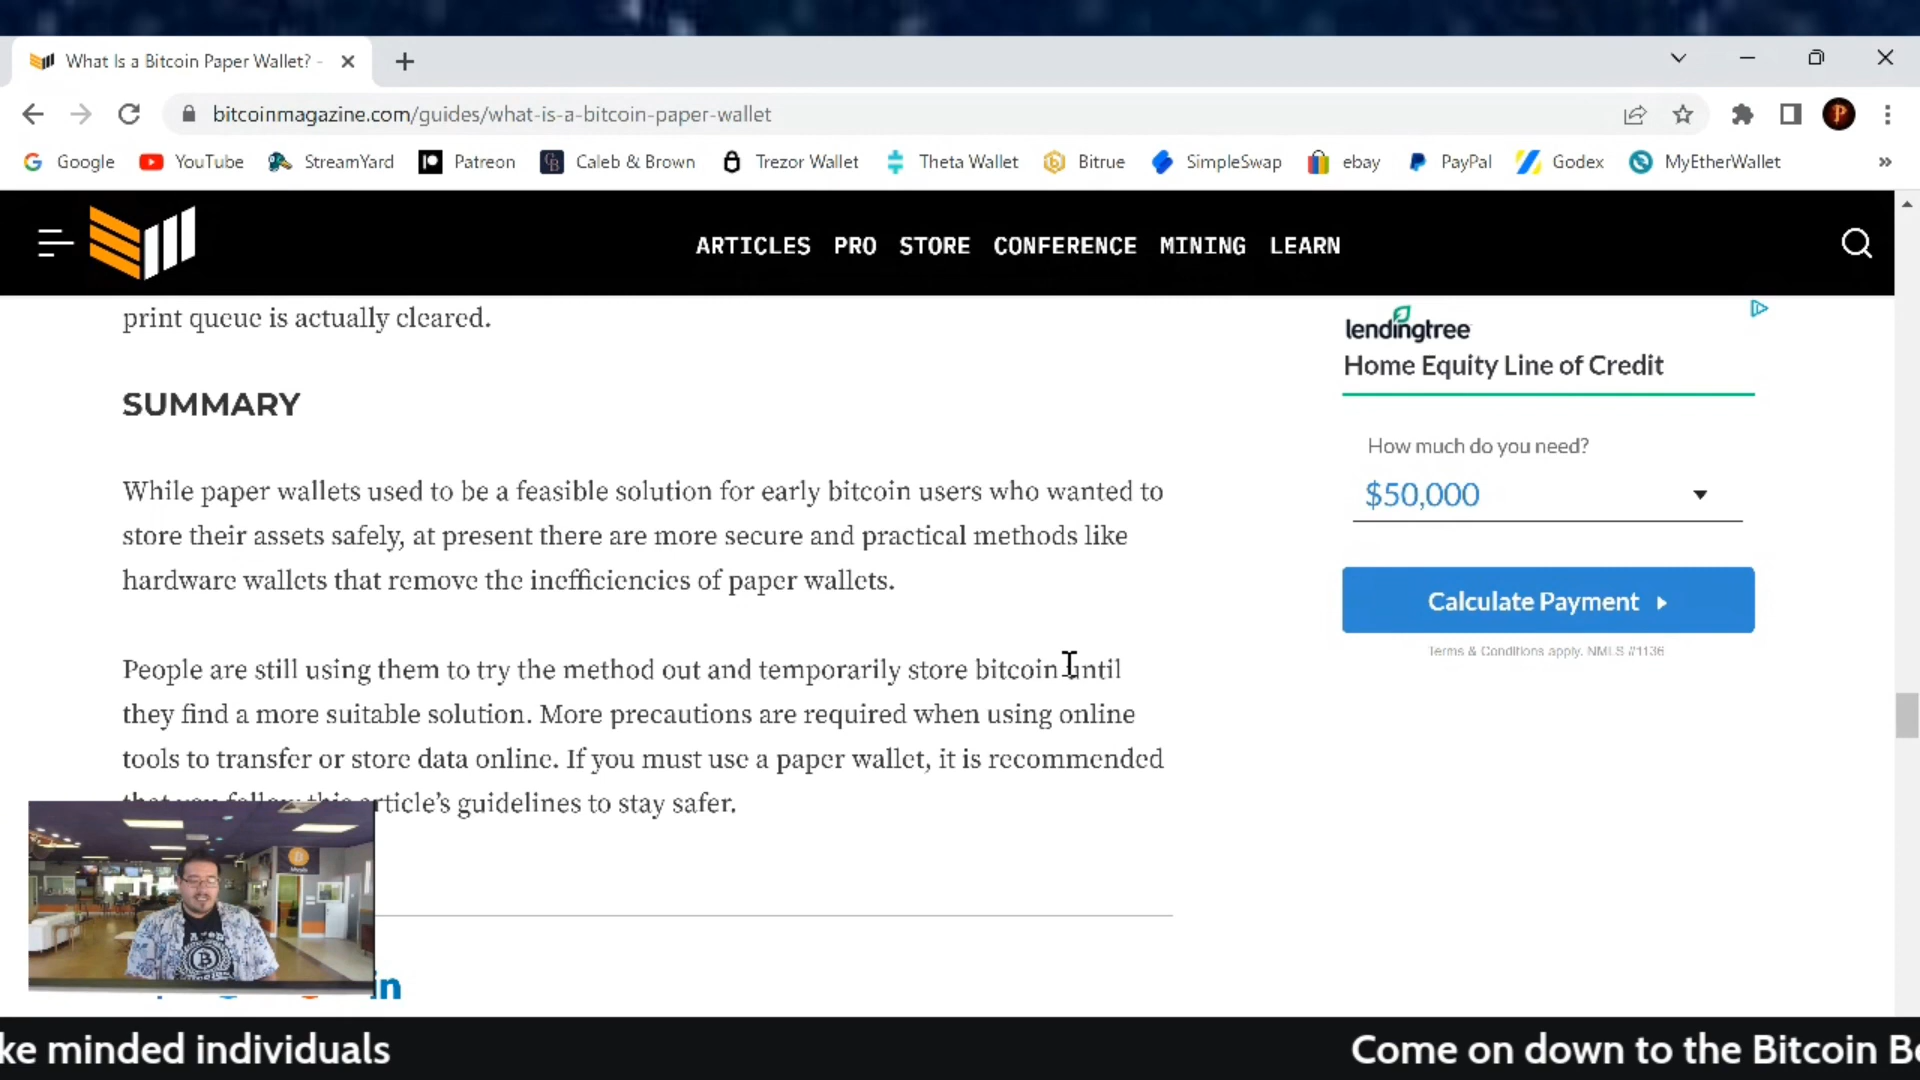 What Is a Bitcoin Paper Wallet? -
bitcoinmagazine.com/guides/what-is-a-bitcoin-paper-wallet
Google YouTube StreamYard Patreon Caleb & Brown Trezor Wallet Theta Wallet Bitrue SimpleSwap ebay PayPal Godex MyEtherWallet »
ARTICLES PRO STORE CONFERENCE MINING LEARN
print queue is actually cleared.
SUMMARY
While paper wallets used to be a feasible solution for early bitcoin users who wanted to
store their assets safely, at present there are more secure and practical methods like
hardware wallets that remove the inefficiencies of paper wallets.
People are still using them to try the method out and temporarily store bitcoin until
they find a more suitable solution. More precautions are required when using online
tools to transfer or store data online. If you must use a paper wallet, it is recommended
that you follow this article's guidelines to stay safer.
lendingtree
Home Equity Line of Credit
How much do you need?
$50,000
Calculate Payment
Terms & Conditions apply. NMLS #1136
in
ke minded individuals
Come on down to the Bitcoin Be